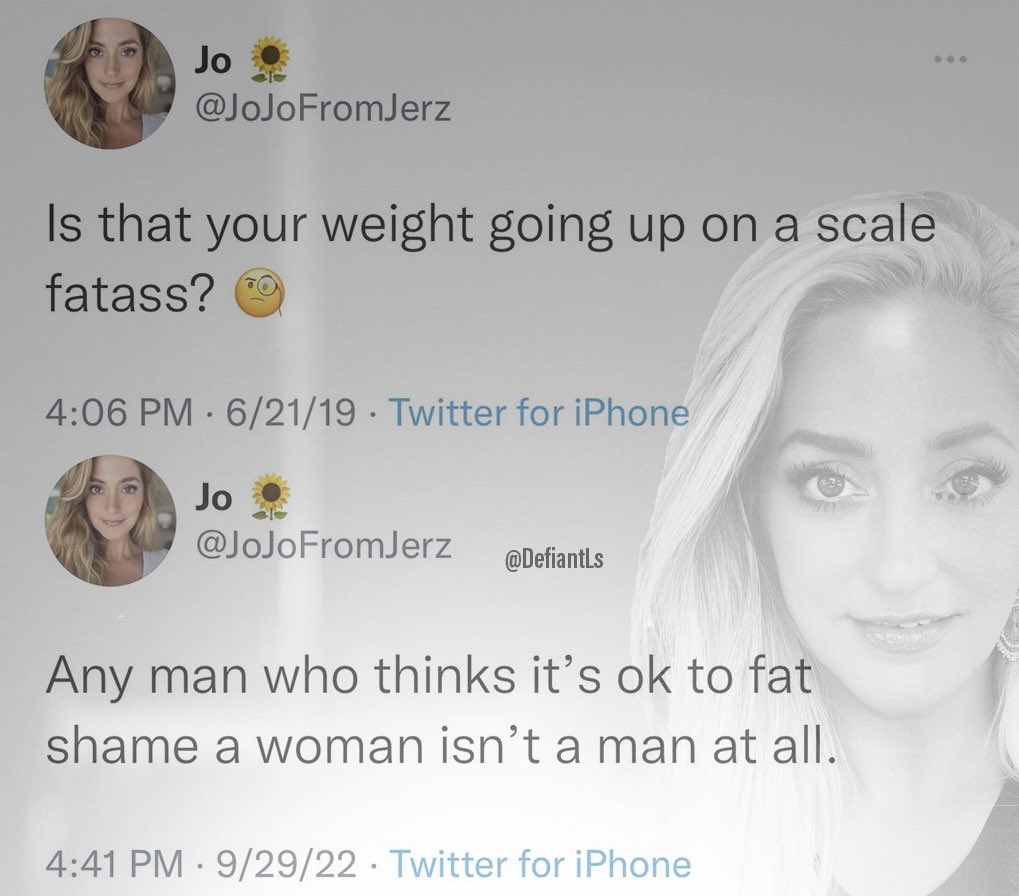 Jo 🌻
@JoJoFromJerz
Is that your weight going up on a scale
fatass? 🧐
4:06 PM · 6/21/19 · Twitter for iPhone
Jo 🌻
@JoJoFromJerz
@DefiantLs
Any man who thinks it’s ok to fat
shame a woman isn’t a man at all.
4:41 PM · 9/29/22 · Twitter for iPhone